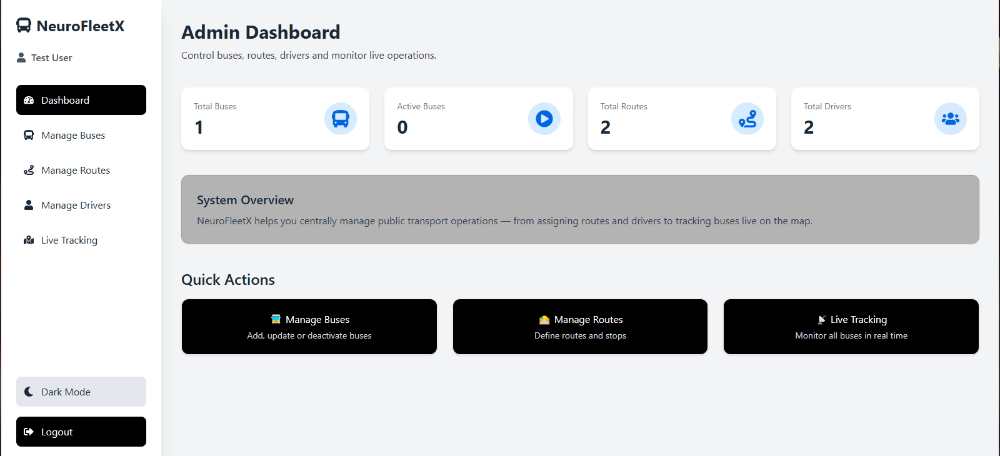 NeuroFleetX
Test User
Dashboard
Manage Buses
Manage Routes
Manage Drivers
Live Tracking
Dark Mode
Logout
Admin Dashboard
Control buses, routes, drivers and monitor live operations.
Total Buses
1
Active Buses
0
Total Routes
2
Total Drivers
2
System Overview
NeuroFleetX helps you centrally manage public transport operations — from assigning routes and drivers to tracking buses live on the map.
Quick Actions
Manage Buses
Add, update or deactivate buses
Manage Routes
Define routes and stops
Live Tracking
Monitor all buses in real time